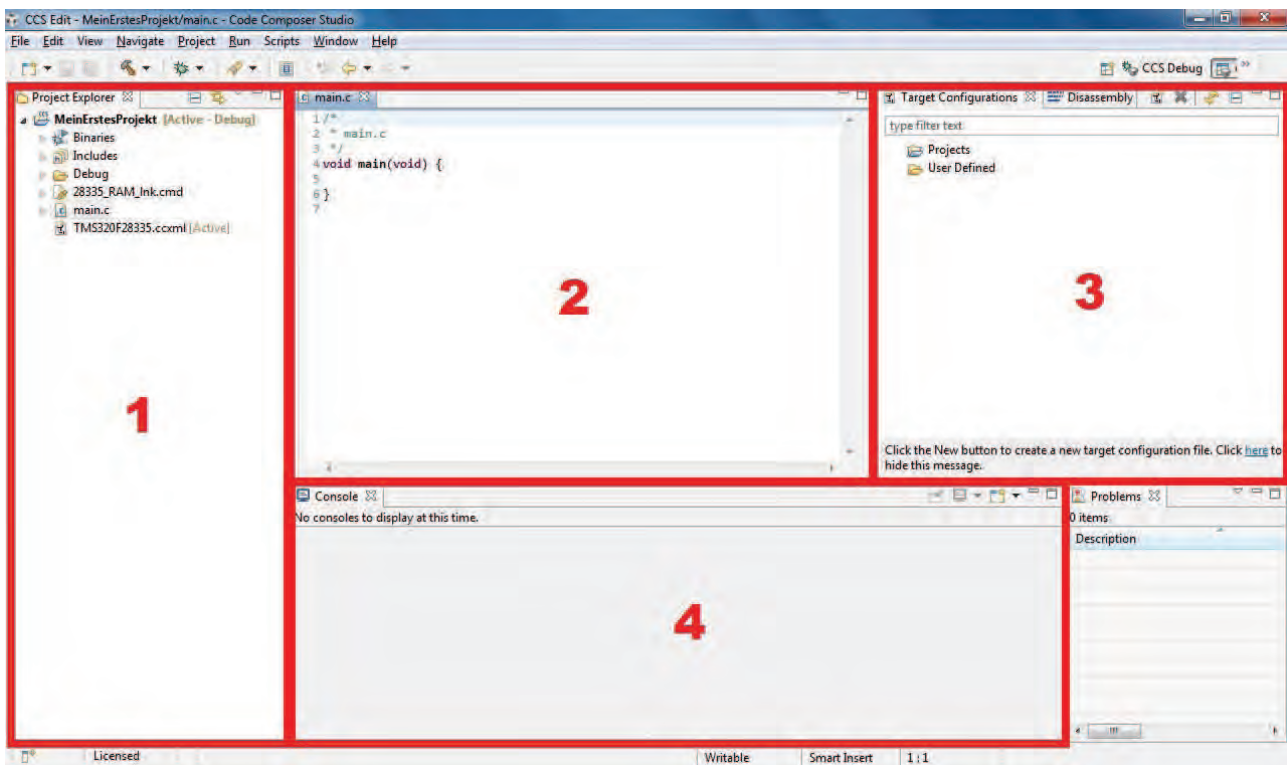 CCS Edit - MeinErstesProjekt/main.c - Code Composer Studio
File Edit View Navigate Project Run Scripts Window Help
CCS Debug
Project Explorer
MeinErstesProjekt [Active - Debug]
Binaries
Includes
Debug
28335_RAM_lnk.cmd
main.c
TMS320F28335.ccxml [Active]
1
main.c
1 /*
2 * main.c
3 */
4 void main(void) {
5
6 }
7
2
Target Configurations Disassembly
type filter text
Projects
User Defined
3
Click the New button to create a new target configuration file. Click here to
hide this message.
Console
No consoles to display at this time.
4
Problems
0 items
Description
Licensed Writable Smart Insert 1 : 1